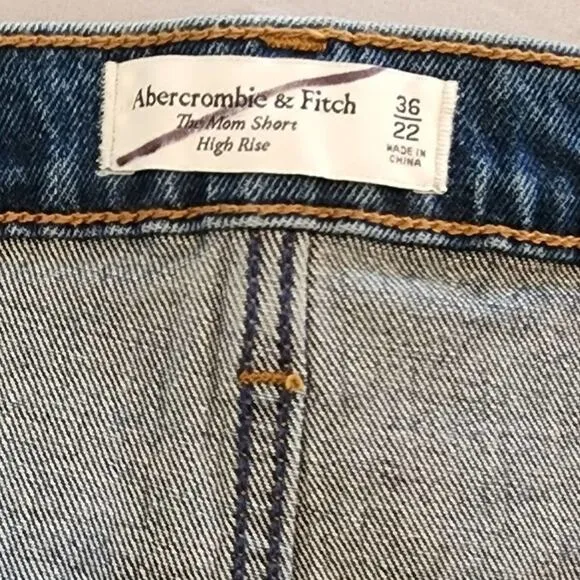 Abercrombie & Fitch
The Mom Short
High Rise
36
22
MADE IN
CHINA